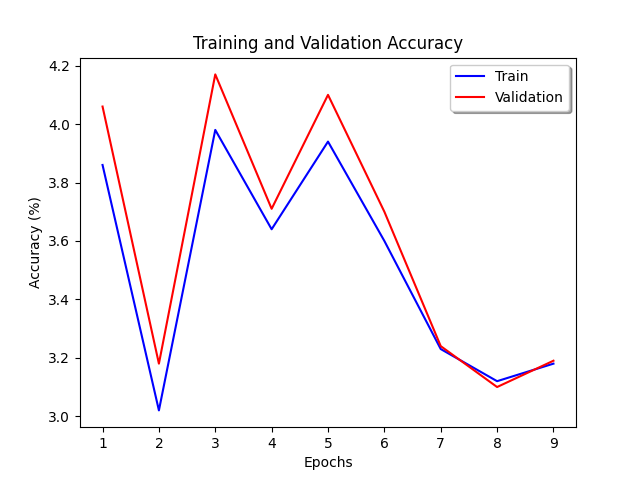 Training and Validation Accuracy
Train
Validation
4.2
4.0
3.8
3.6
3.4
3.2
3.0
Accuracy (%)
1 2 3 4 5 6 7 8 9
Epochs